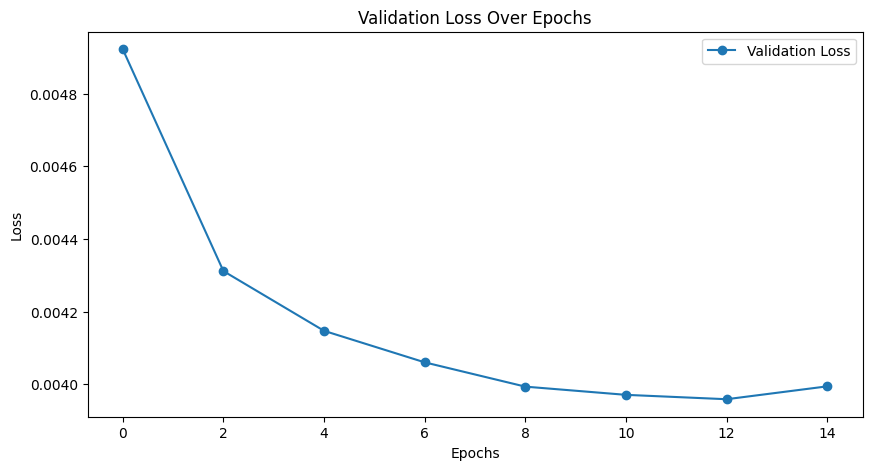 Validation Loss Over Epochs
Validation Loss
0.0048
0.0046
0.0044
0.0042
0.0040
Loss
0 2 4 6 8 10 12 14
Epochs